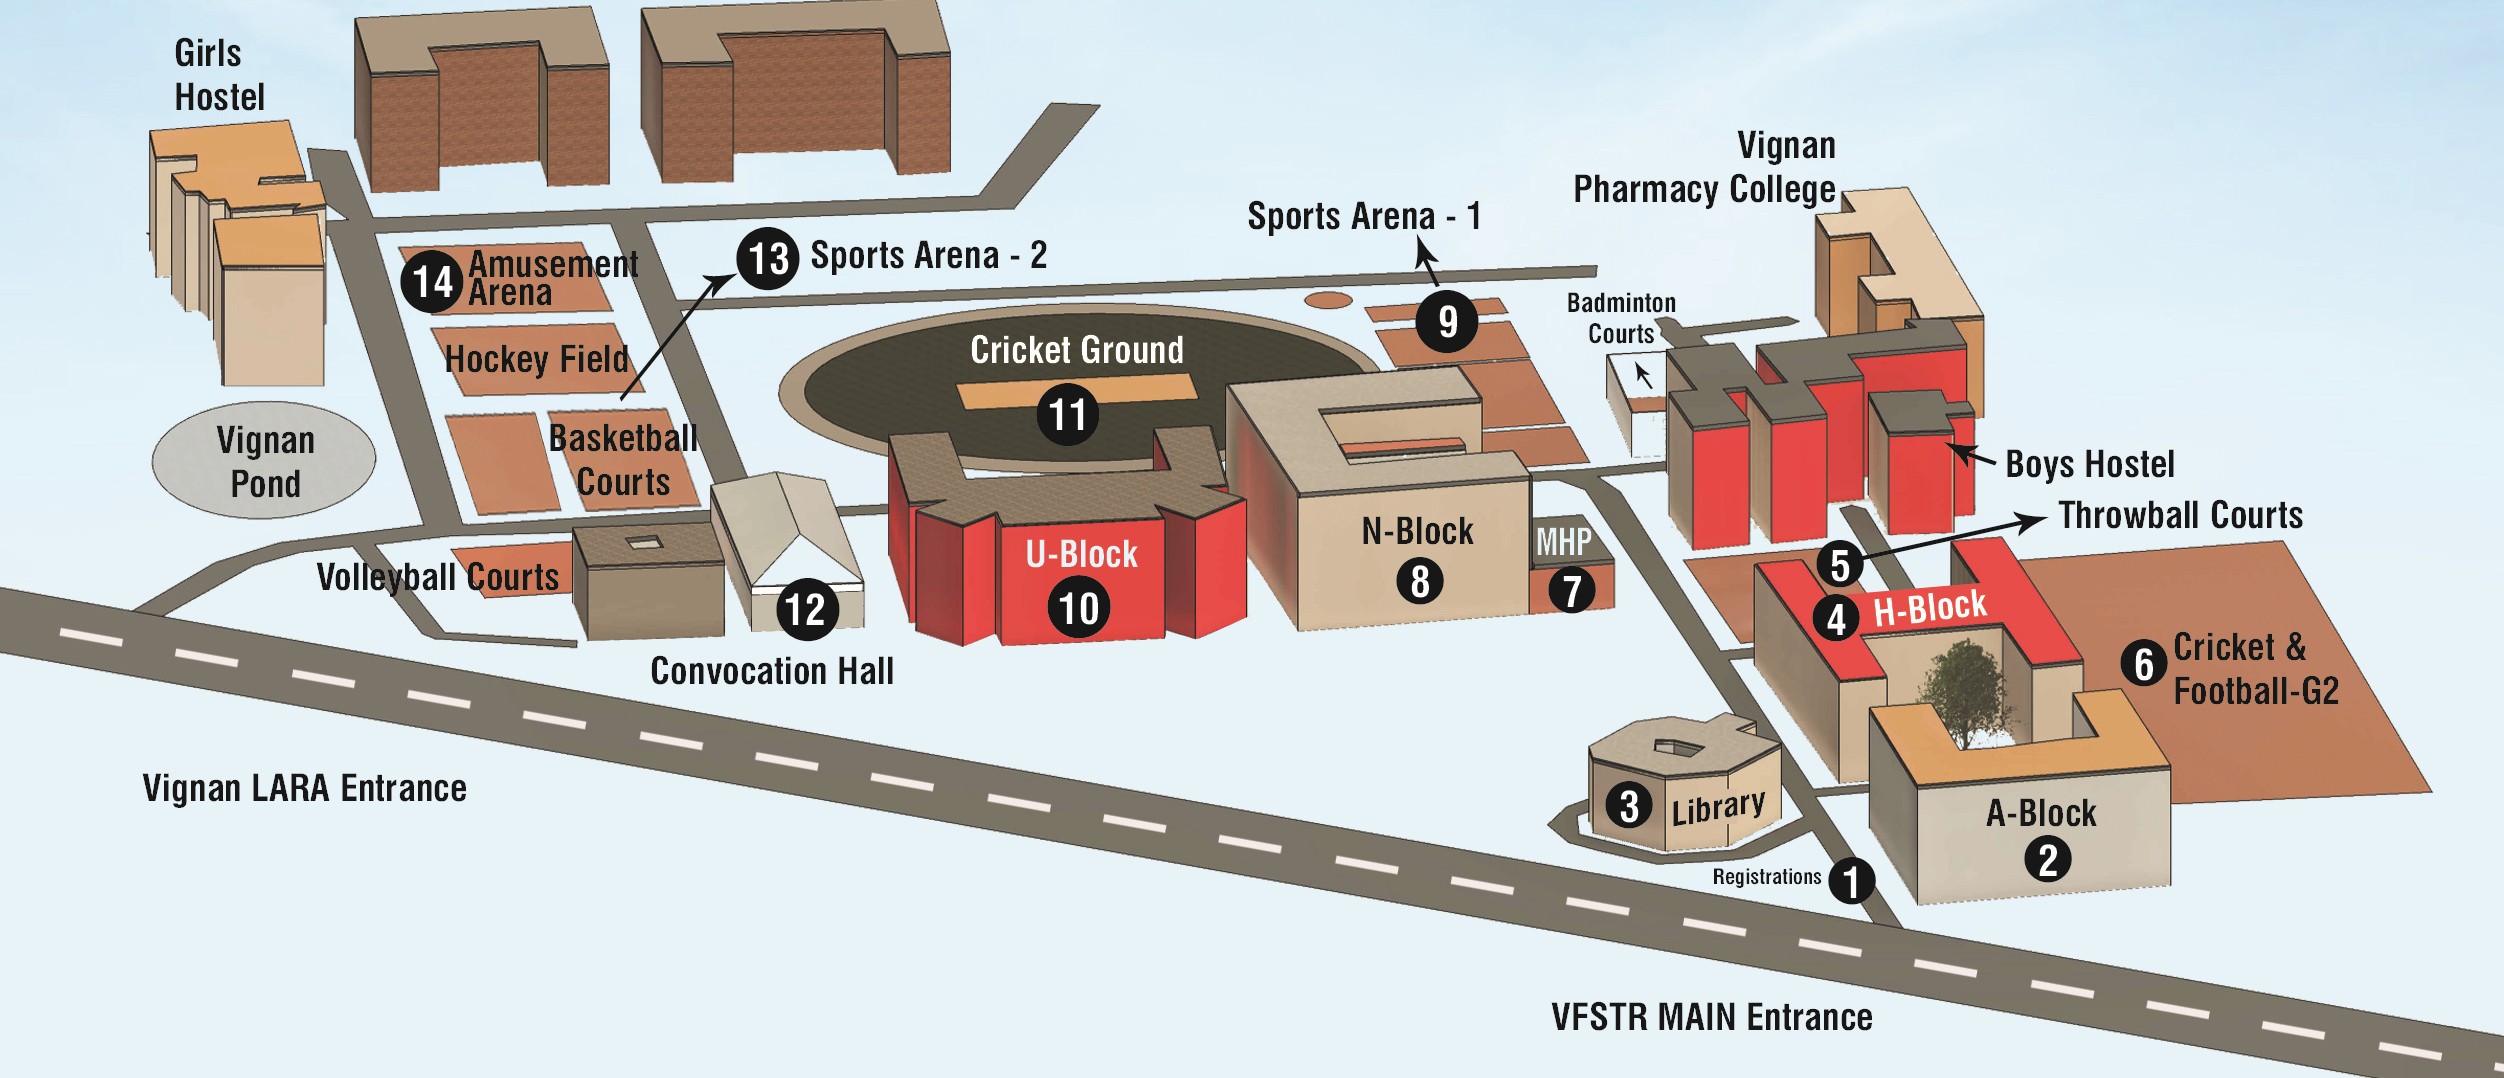 Girls
Hostel
Vignan
Pharmacy College
Sports Arena - 1
13 Sports Arena - 2
14 Amusement
Arena
Badminton
Courts
9
Hockey Field
Cricket Ground
11
Vignan
Pond
Basketball
Courts
Boys Hostel
Throwball Courts
N-Block
8
MHP
7
U-Block
10
Volleyball Courts
12
Convocation Hall
5
4 H-Block
6 Cricket &
Football-G2
Vignan LARA Entrance
3 Library
A-Block
2
Registrations 1
VFSTR MAIN Entrance